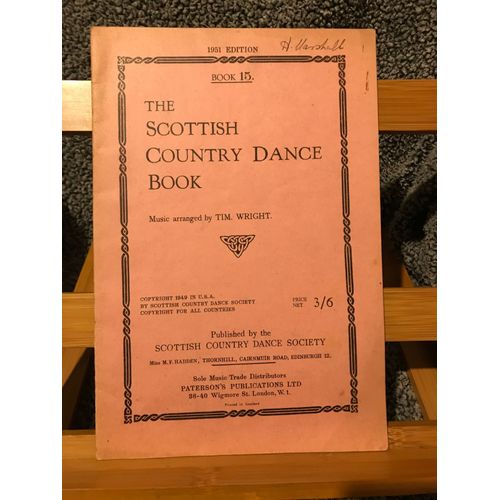 1951 EDITION
H. Marshall
BOOK 15.
THE
SCOTTISH
COUNTRY DANCE
BOOK
Music arranged by TIM. WRIGHT.
COPYRIGHT 1949 IN U.S.A.
BY SCOTTISH COUNTRY DANCE SOCIETY
COPYRIGHT FOR ALL COUNTRIES
PRICE
NET
3/6
Published by the
SCOTTISH COUNTRY DANCE SOCIETY
Miss M.F. HADDEN, THORNHILL, CAIRNMUIR ROAD, EDINBURGH 12.
Sole Music Trade Distributors
PATERSON'S PUBLICATIONS LTD
36-40 Wigmore St. London, W.1.
Printed in Scotland